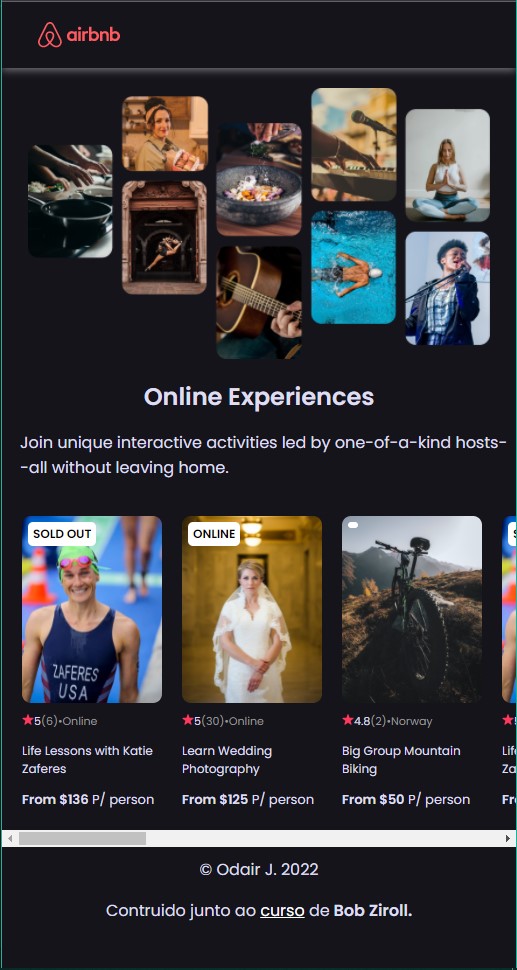 airbnb
Online Experiences
Join unique interactive activities led by one-of-a-kind hosts-
-all without leaving home.
SOLD OUT
ZAFERES
USA
5(6)•Online
Life Lessons with Katie
Zaferes
From $136 P/ person
ONLINE
5(30)•Online
Learn Wedding
Photography
From $125 P/ person
4.8(2)•Norway
Big Group Mountain
Biking
From $50 P/ person
S
Life
Za
Fr
© Odair J. 2022
Contruido junto ao curso de Bob Ziroll.